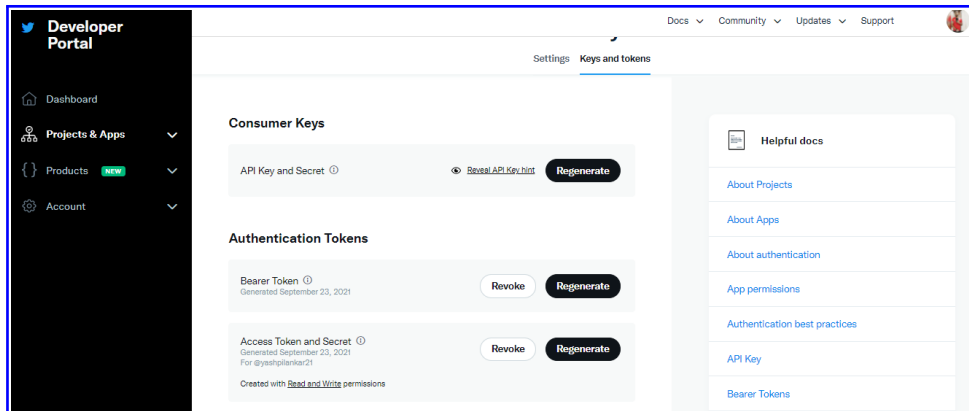 Developer
Portal
Docs
Community
Updates
Support
Settings
Keys and tokens
Dashboard
Projects & Apps
Products
NEW
Account
Consumer Keys
API Key and Secret
Reveal API Key hint
Regenerate
Authentication Tokens
Bearer Token
Generated September 23, 2021
Revoke
Regenerate
Access Token and Secret
Generated September 23, 2021
For @yashpilankar21
Created with Read and Write permissions
Revoke
Regenerate
Helpful docs
About Projects
About Apps
About authentication
App permissions
Authentication best practices
API Key
Bearer Tokens